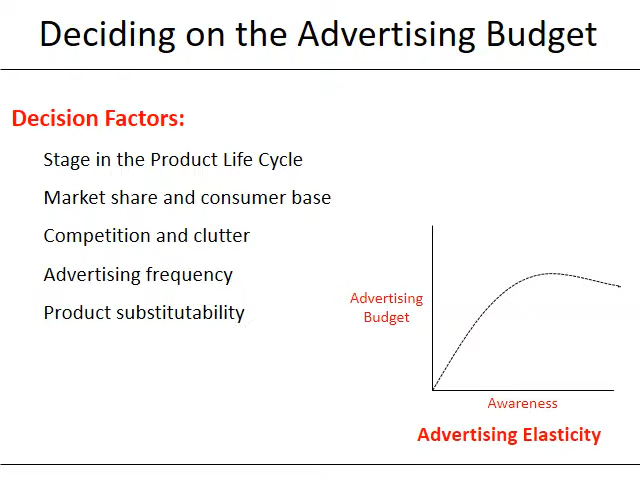 Deciding on the Advertising Budget
Decision Factors:
Stage in the Product Life Cycle
Market share and consumer base
Competition and clutter
Advertising frequency
Product substitutability
Advertising
Budget
Awareness
Advertising Elasticity